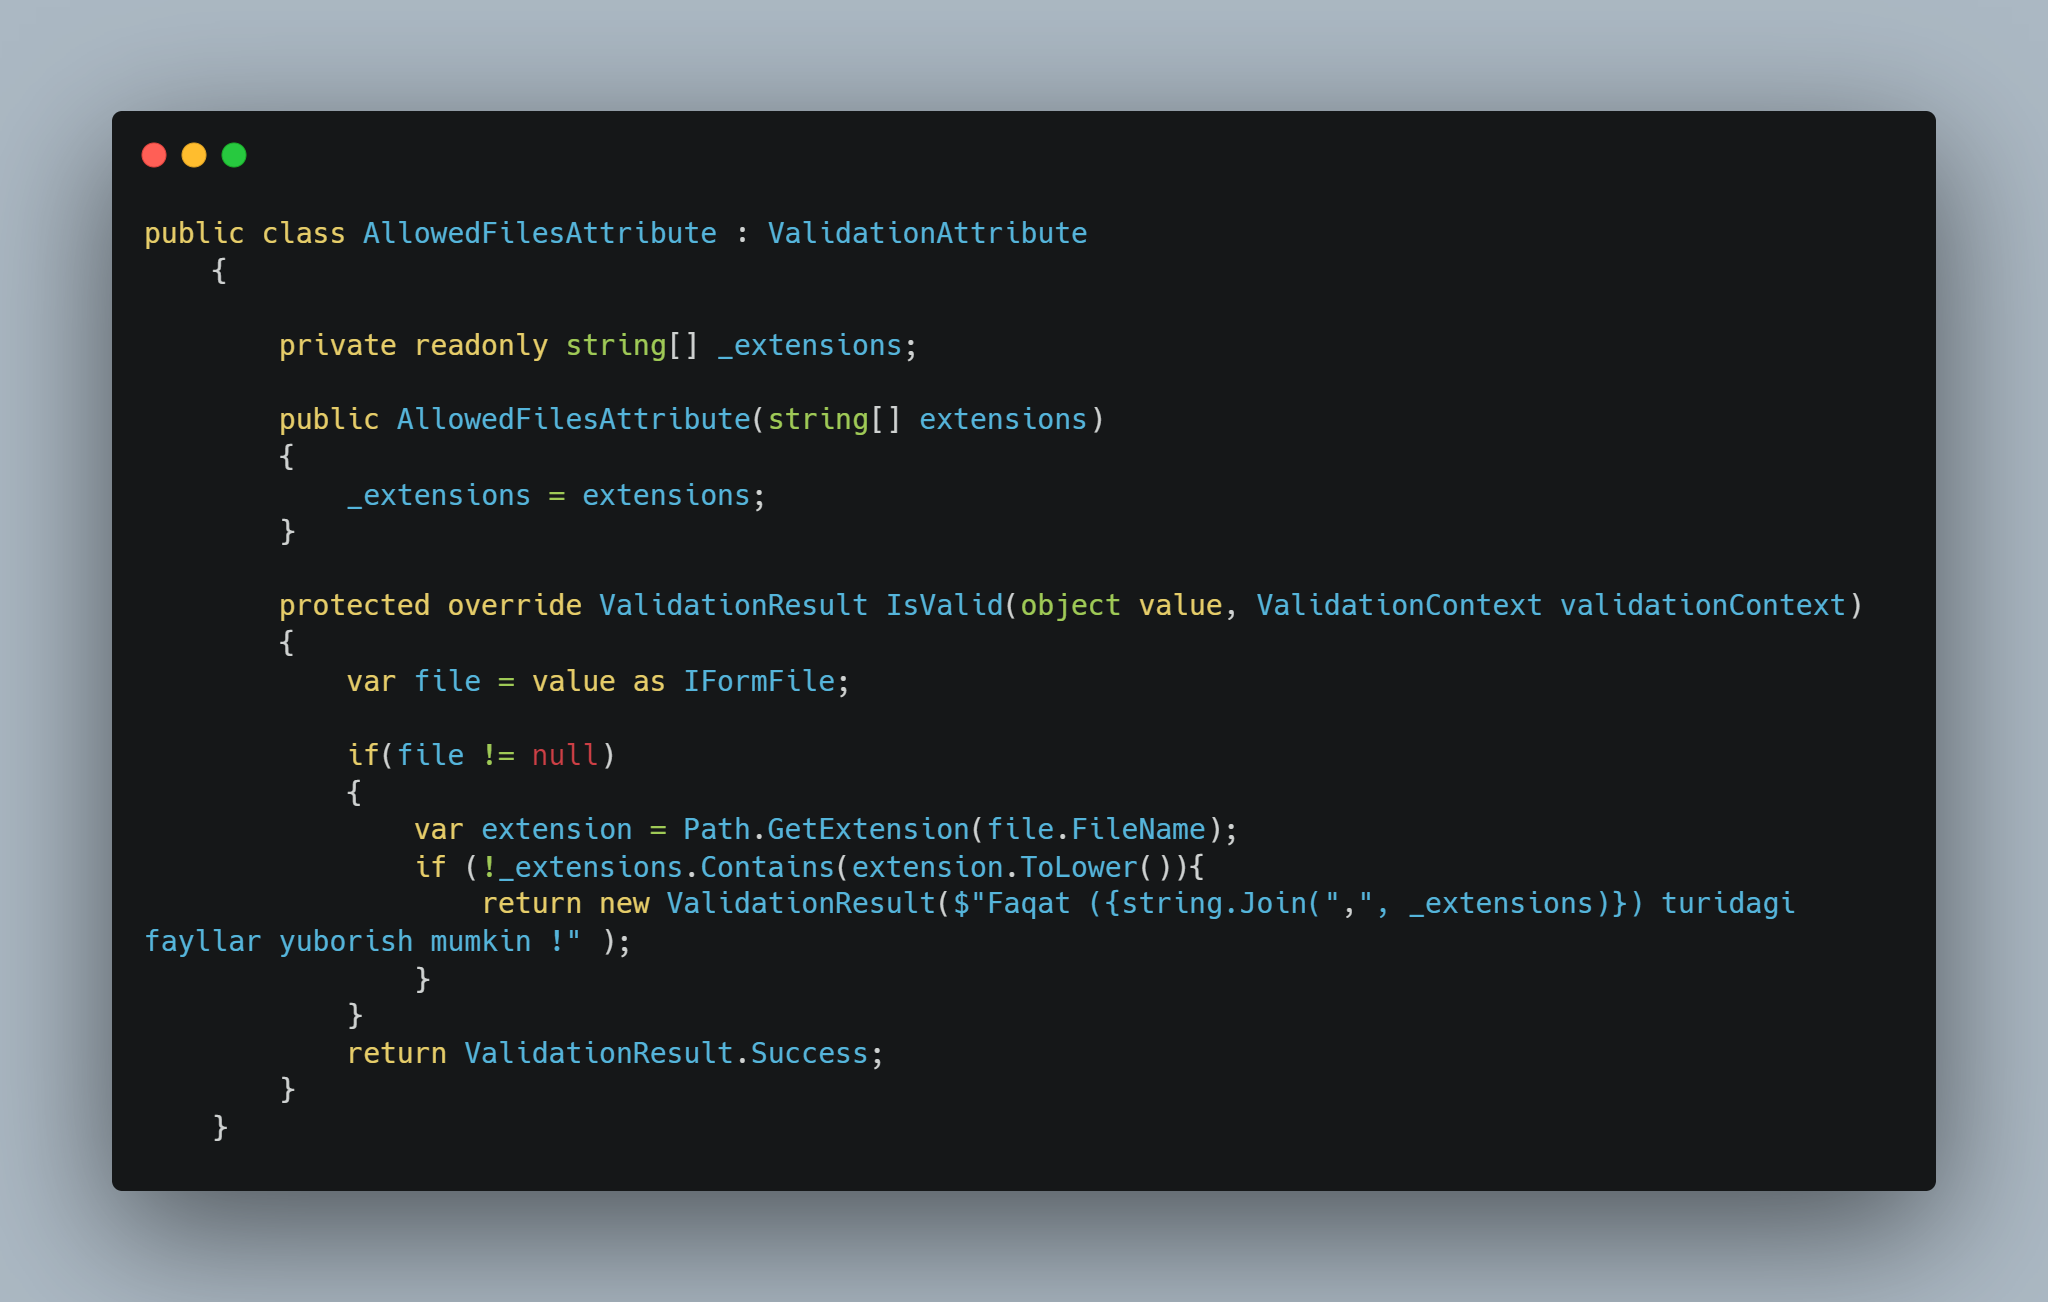 public class AllowedFilesAttribute : ValidationAttribute
    {

        private readonly string[] _extensions;

        public AllowedFilesAttribute(string[] extensions)
        {
            _extensions = extensions;
        }

        protected override ValidationResult IsValid(object value, ValidationContext validationContext)
        {
            var file = value as IFormFile;

            if(file != null)
            {
                var extension = Path.GetExtension(file.FileName);
                if (!_extensions.Contains(extension.ToLower()){
                    return new ValidationResult($"Faqat ({string.Join(",", _extensions)}) turidagi
fayllar yuborish mumkin !" );
                }
            }
            return ValidationResult.Success;
        }
    }